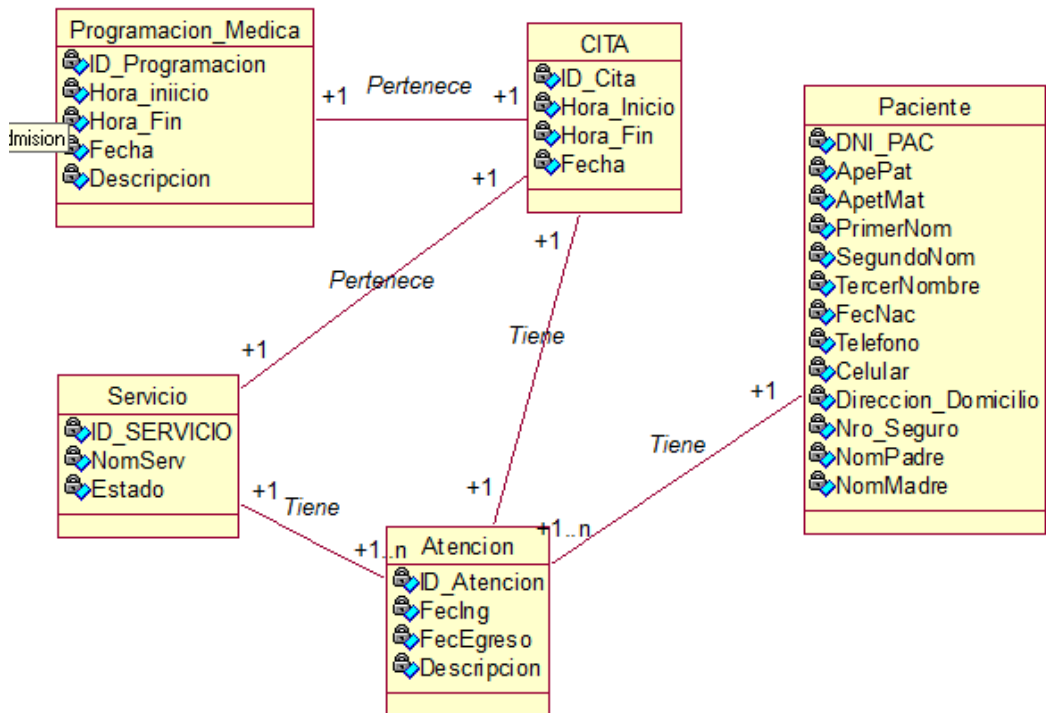 Programacion_Medica
ID_Programacion
Hora_iniicio
Hora_Fin
Fecha
Descripcion
dmision
+1
Pertenece
+1
CITA
ID_Cita
Hora_Inicio
Hora_Fin
Fecha
Paciente
DNI_PAC
ApePat
ApetMat
PrimerNom
SegundoNom
TercerNombre
FecNac
Telefono
Celular
Direccion_Domicilio
Nro_Seguro
NomPadre
NomMadre
+1
Pertenece
+1
+1
Tiene
+1
+1
Tiene
+1..n
Servicio
ID_SERVICIO
NomServ
Estado
+1
Tiene
+1..n
Atencion
ID_Atencion
FecIng
FecEgreso
Descripcion